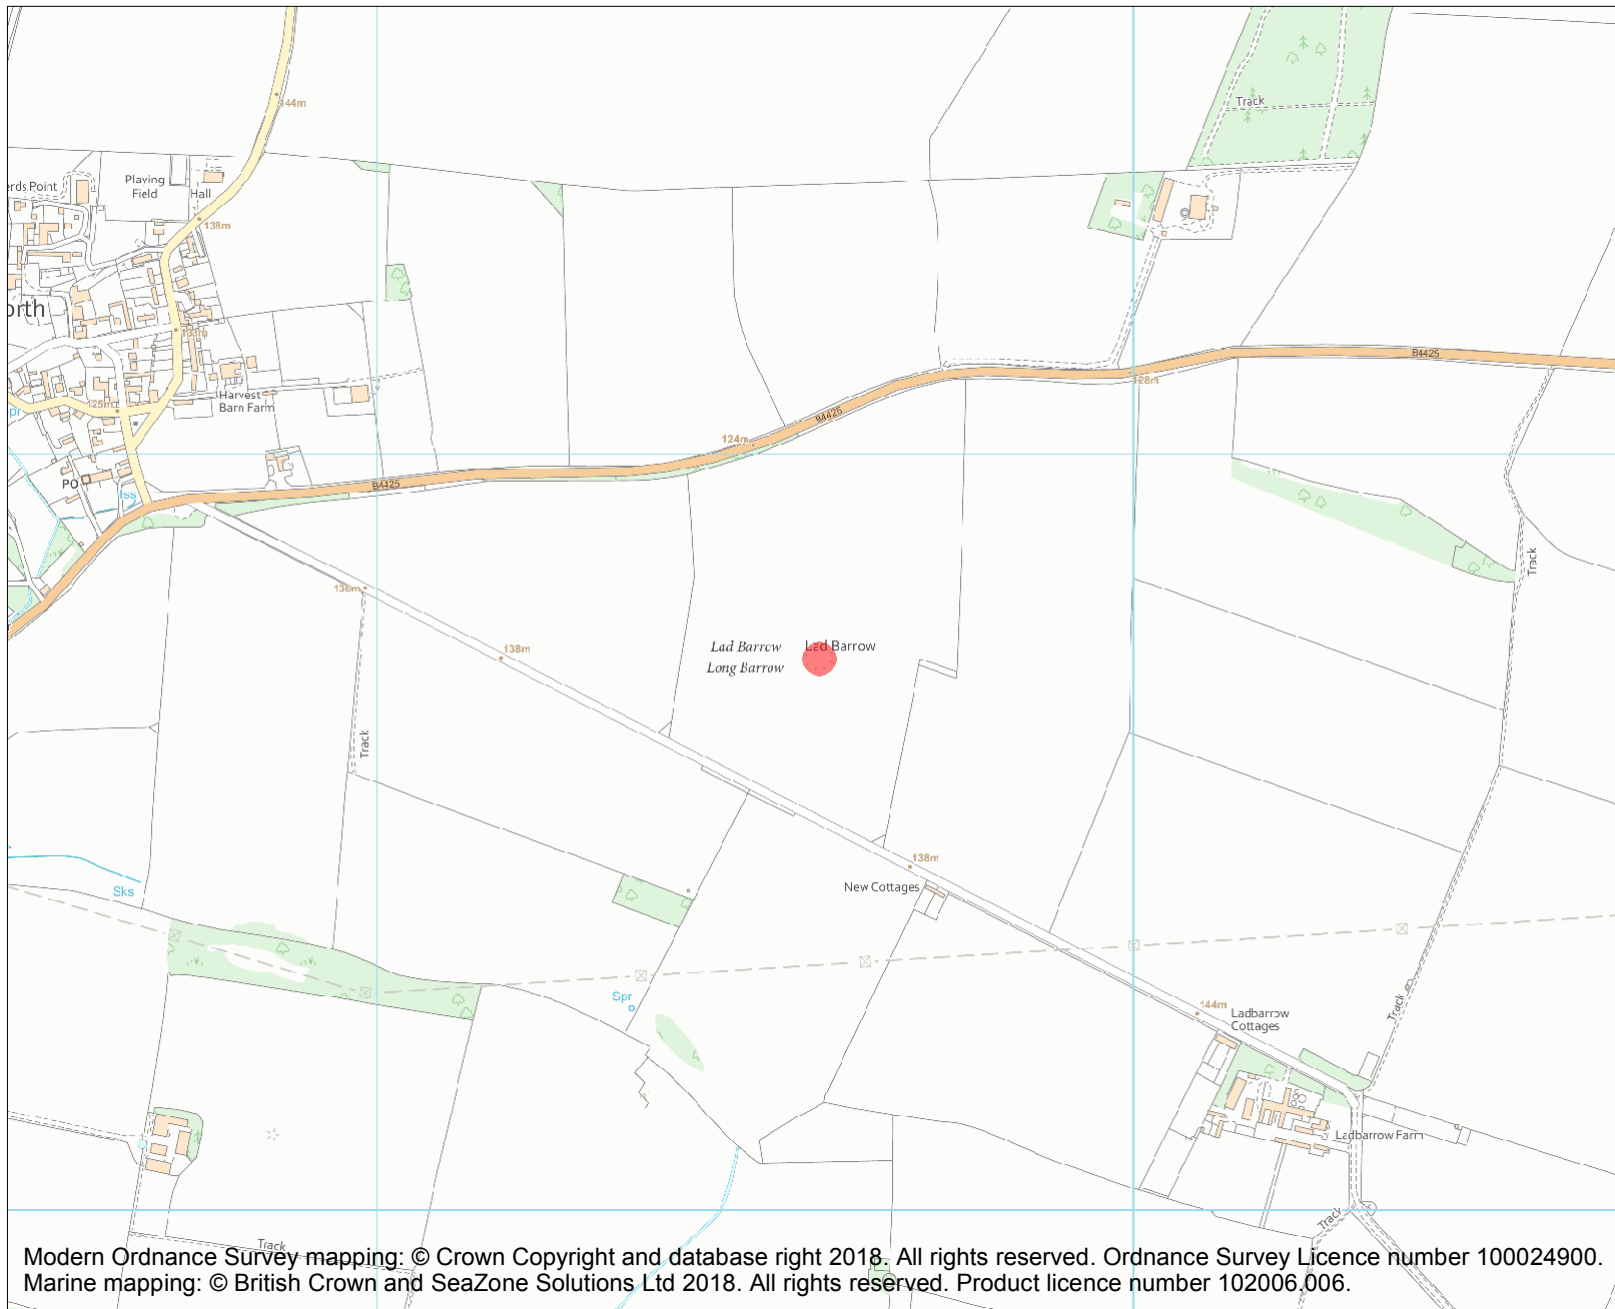 144m
Track
erds Point
Playing
Field
Hall
138m
orth
133m
B4425
Harvest
Barn Farm
128m
125m
Spr
B4425
124m
PO
B4425
Iss
Track
136m
138m
Lad Barrow
Lad Barrow
Long Barrow
Track
138m
New Cottages
Sks
Spr
Track
144m
Ladbarrow
Cottages
Ladbarrow Farm
Track
Track
Modern Ordnance Survey mapping: © Crown Copyright and database right 2018. All rights reserved. Ordnance Survey Licence number 100024900.
Marine mapping: © British Crown and SeaZone Solutions Ltd 2018. All rights reserved. Product licence number 102006.006.